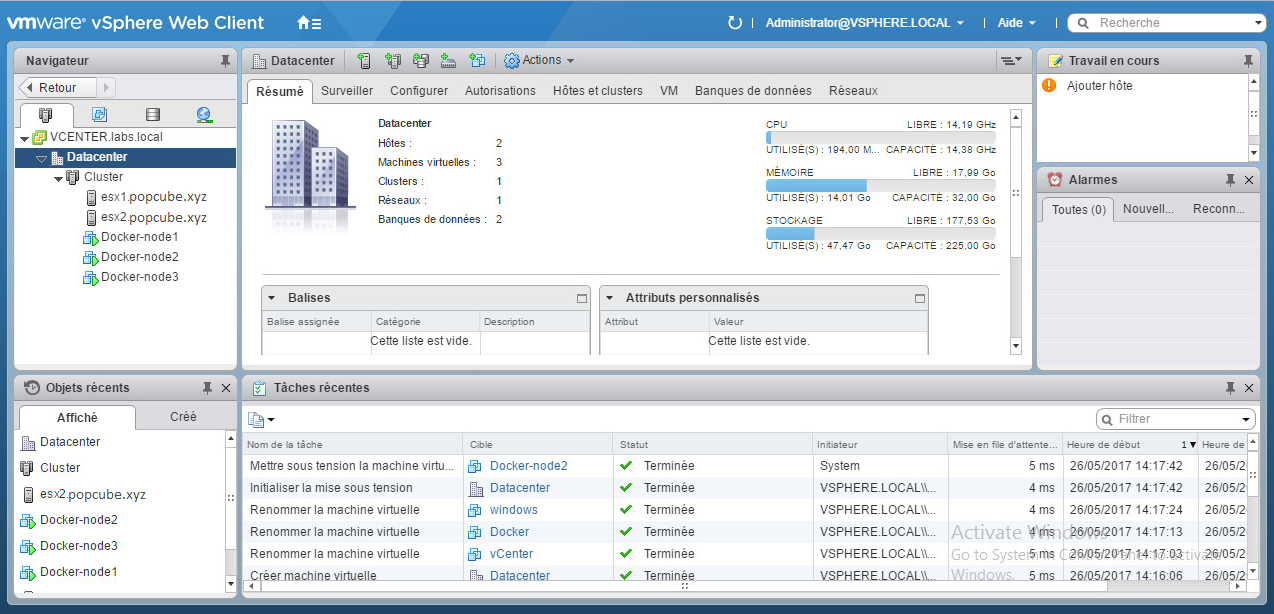 vmware® vSphere Web Client
Administrator@VSPHERE.LOCAL
Aide
Recherche
Navigateur
Retour
VCENTER.labs.local
Datacenter
Cluster
esx1.popcube.xyz
esx2.popcube.xyz
Docker-node1
Docker-node2
Docker-node3
Datacenter
Actions
Résumé Surveiller Configurer Autorisations Hôtes et clusters VM Banques de données Réseaux
Datacenter
Hôtes : 2
Machines virtuelles : 3
Clusters : 1
Réseaux : 1
Banques de données : 2
CPU LIBRE : 14,19 GHz
UTILISÉ(S) : 194,00 M... CAPACITÉ : 14,38 GHz
MÉMOIRE LIBRE : 17,99 Go
UTILISÉ(S) : 14,01 Go CAPACITÉ : 32,00 Go
STOCKAGE LIBRE : 177,53 Go
UTILISÉ(S) : 47,47 Go CAPACITÉ : 225,00 Go
Balises
Balise assignée Catégorie Description
Cette liste est vide.
Attributs personnalisés
Attribut Valeur
Cette liste est vide.
Travail en cours
Ajouter hôte
Alarmes
Toutes (0) Nouvell... Reconn...
Objets récents
Affiché Créé
Datacenter
Cluster
esx2.popcube.xyz
Docker-node2
Docker-node3
Docker-node1
Tâches récentes
Filtrer
Nom de la tâche Cible Statut Initiateur Mise en file d'attente... Heure de début 1 Heure de
Mettre sous tension la machine virtu... Docker-node2 Terminée System 5 ms 26/05/2017 14:17:42 26/05/2
Initialiser la mise sous tension Datacenter Terminée VSPHERE.LOCAL\\... 4 ms 26/05/2017 14:17:42 26/05/2
Renommer la machine virtuelle windows Terminée VSPHERE.LOCAL\\... 4 ms 26/05/2017 14:17:24 26/05/2
Renommer la machine virtuelle Docker Terminée VSPHERE.LOCAL\\... 4 ms 26/05/2017 14:17:13 26/05/2
Renommer la machine virtuelle vCenter Terminée VSPHERE.LOCAL\\... 5 ms 26/05/2017 14:17:03 26/05/2
Créer machine virtuelle Datacenter Terminée VSPHERE.LOCAL\\... 5 ms 26/05/2017 14:16:06 26/05/2
Activate Windows
Go to System in Control Panel to activate
Windows.